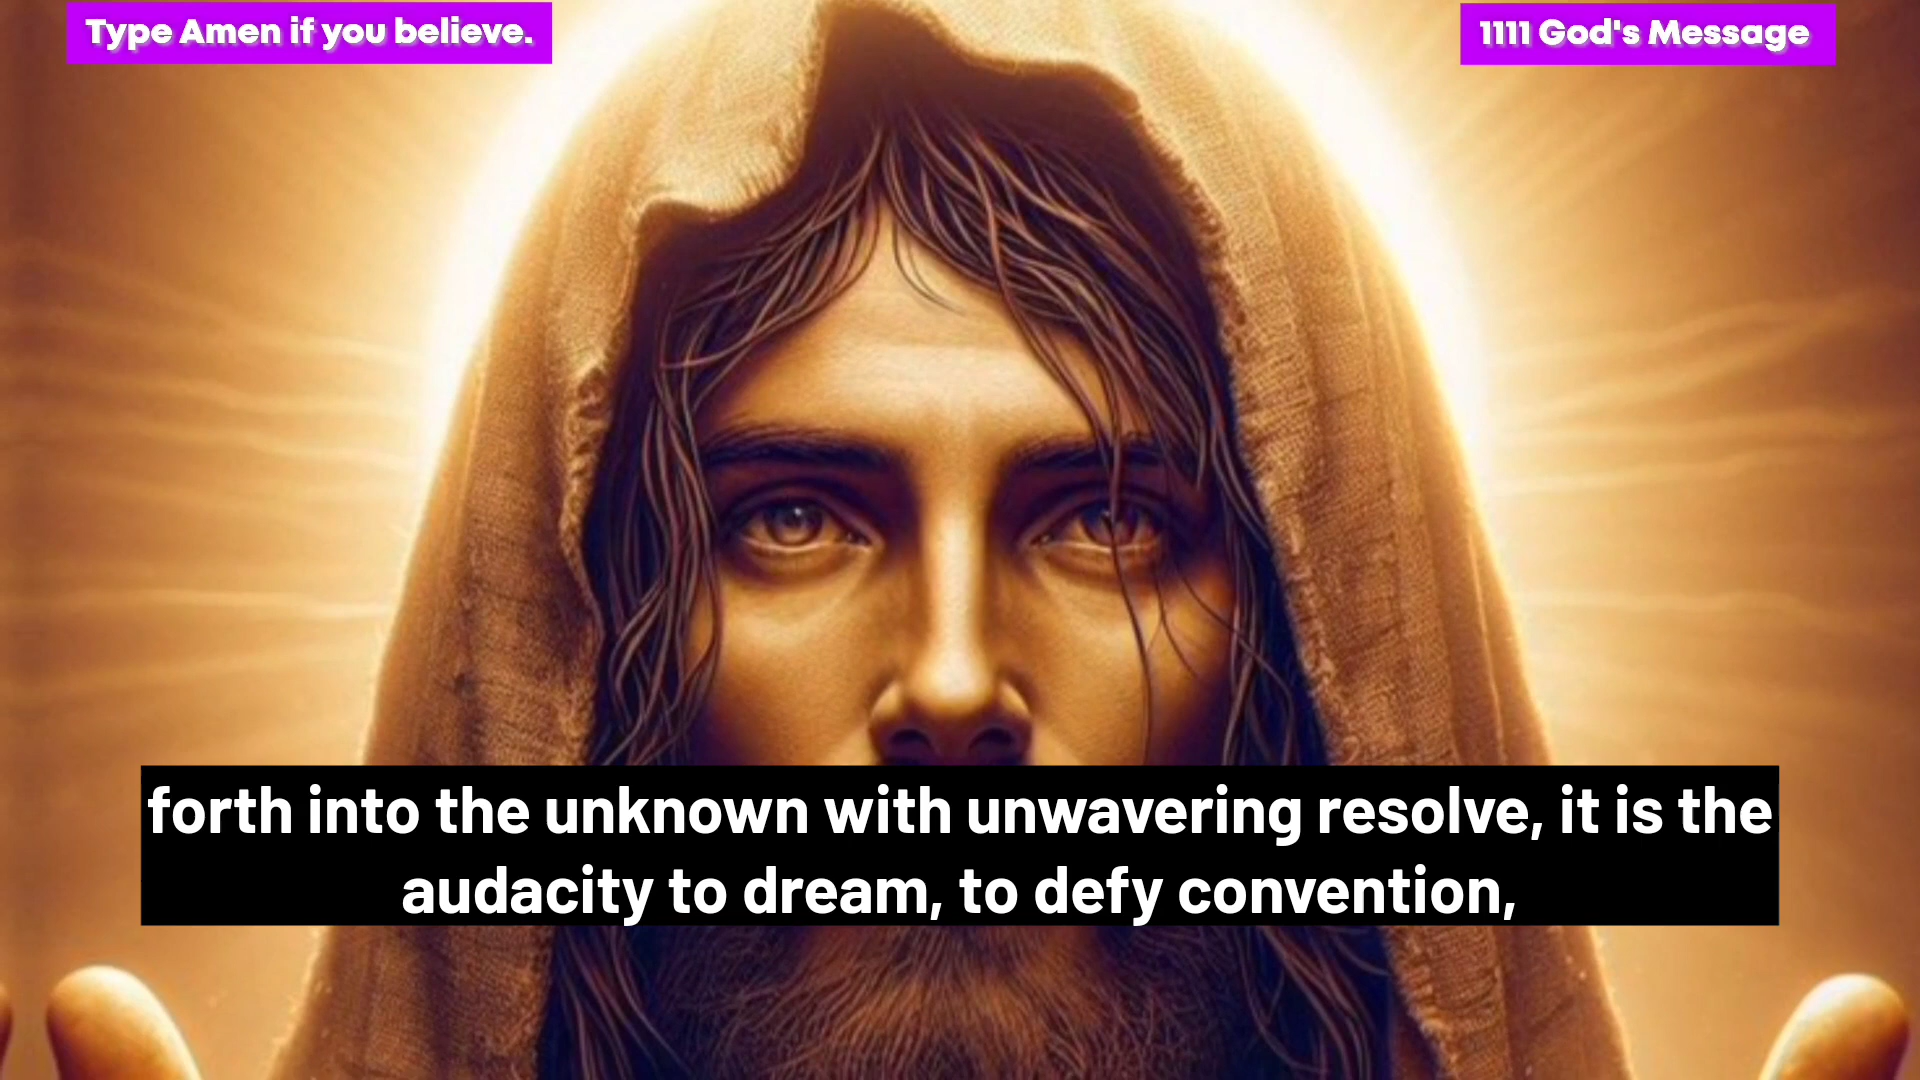 Type Amen if you believe.
1111 God's Message
forth into the unknown with unwavering resolve, it is the
audacity to dream, to defy convention,